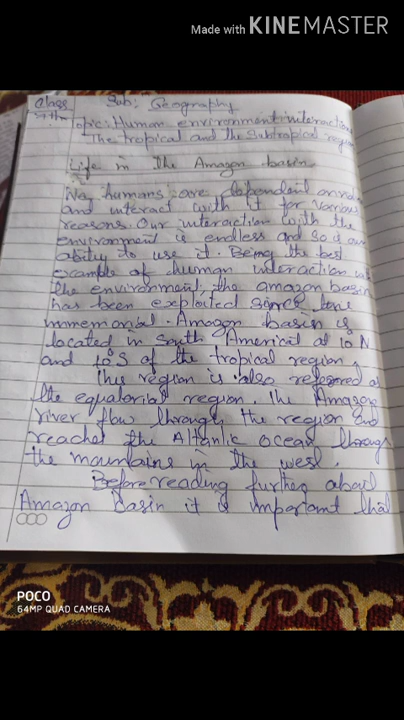 Made with KINEMASTER
Class Sub: Geography
7th Topic: Human environment interaction
The tropical and the Subtropical region
Life in the Amazon basin
We humans are dependent on
and interact with it for various
reasons. Our interaction with the
environment is endless and so is our
ability to use it. Being the best
example of human interaction
the environment, the amazon basin
has been exploited since
immemorial. Amazon basin is
located in South America at 10 N
and 10°S of the tropical region.
This region is also referred as
the equatorial region. The Amazon
river flow through the region and
reaches the Atlantic ocean through
the mountains in the west.
Before reading further about
Amazon basin it is important that
POCO
64MP QUAD CAMERA